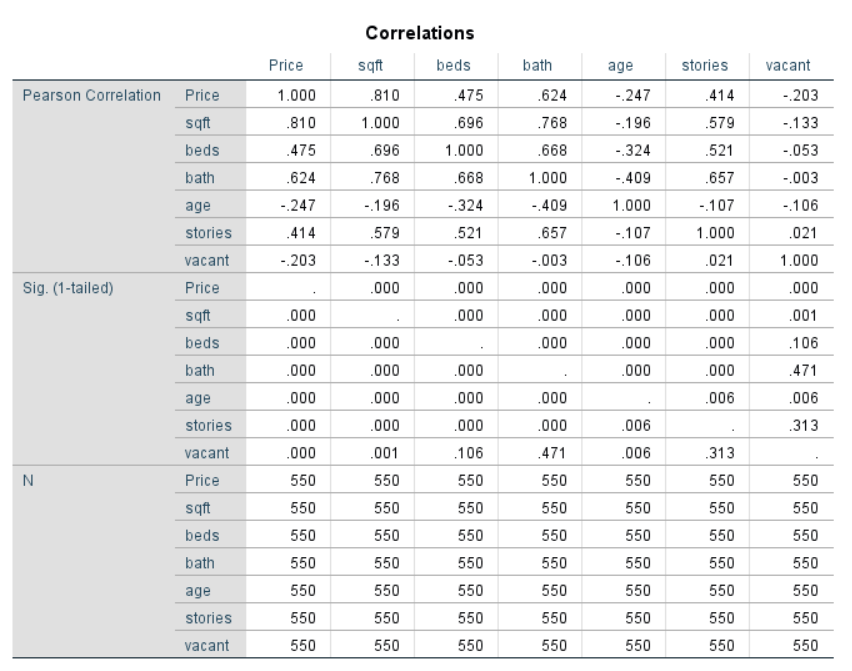 Correlations
Price sqft beds bath age stories vacant
Pearson Correlation Price 1.000 .810 .475 .624 -.247 .414 -.203
sqft .810 1.000 .696 .768 -.196 .579 -.133
beds .475 .696 1.000 .668 -.324 .521 -.053
bath .624 .768 .668 1.000 -.409 .657 -.003
age -.247 -.196 -.324 -.409 1.000 -.107 -.106
stories .414 .579 .521 .657 -.107 1.000 .021
vacant -.203 -.133 -.053 -.003 -.106 .021 1.000
Sig. (1-tailed) Price . .000 .000 .000 .000 .000 .000
sqft .000 . .000 .000 .000 .000 .001
beds .000 .000 . .000 .000 .000 .106
bath .000 .000 .000 . .000 .000 .471
age .000 .000 .000 .000 . .006 .006
stories .000 .000 .000 .000 .006 . .313
vacant .000 .001 .106 .471 .006 .313 .
N Price 550 550 550 550 550 550 550
sqft 550 550 550 550 550 550 550
beds 550 550 550 550 550 550 550
bath 550 550 550 550 550 550 550
age 550 550 550 550 550 550 550
stories 550 550 550 550 550 550 550
vacant 550 550 550 550 550 550 550